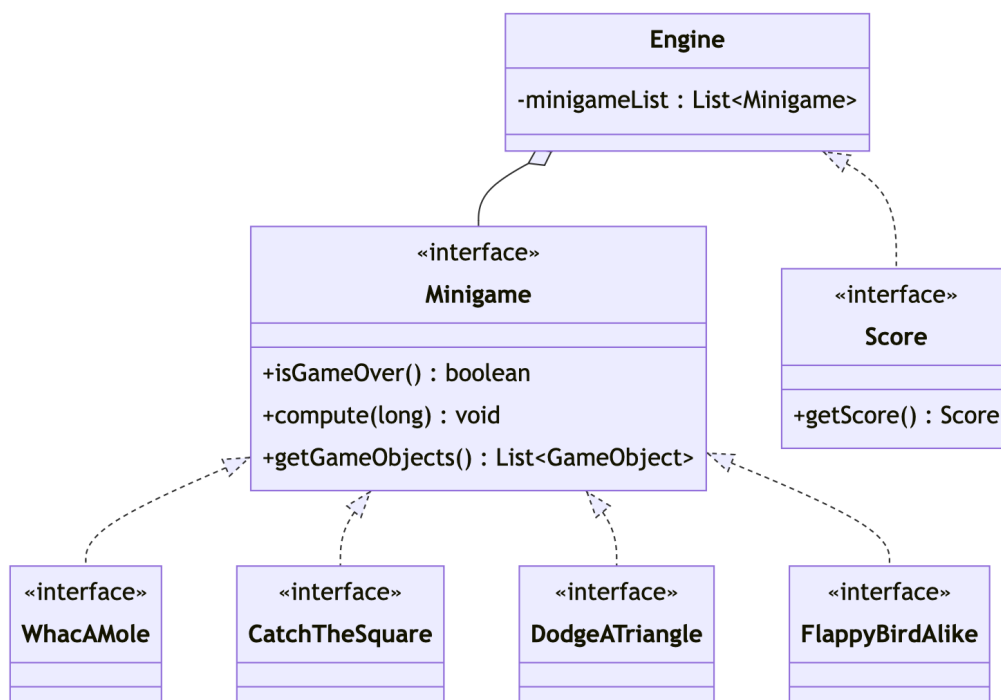 Engine
-minigameList : List<Minigame>
«interface»
Minigame
+isGameOver() : boolean
+compute(long) : void
+getGameObjects() : List<GameObject>
«interface»
Score
+getScore() : Score
«interface»
WhacAMole
«interface»
CatchTheSquare
«interface»
DodgeATriangle
«interface»
FlappyBirdAlike